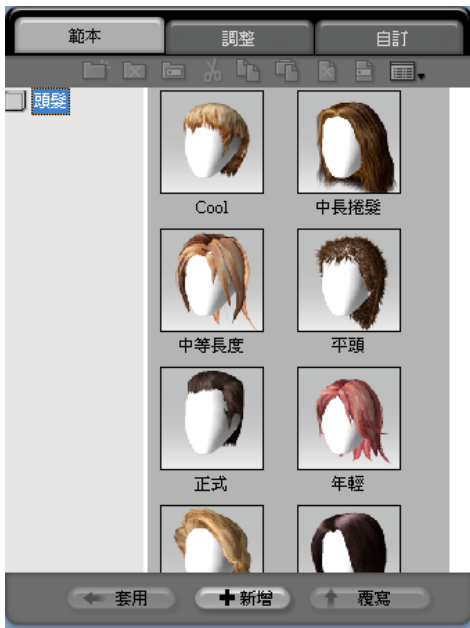 範本 調整 自訂
頭髮
Cool 中長捲髮
中等長度 平頭
正式 年輕
套用 新增 覆寫